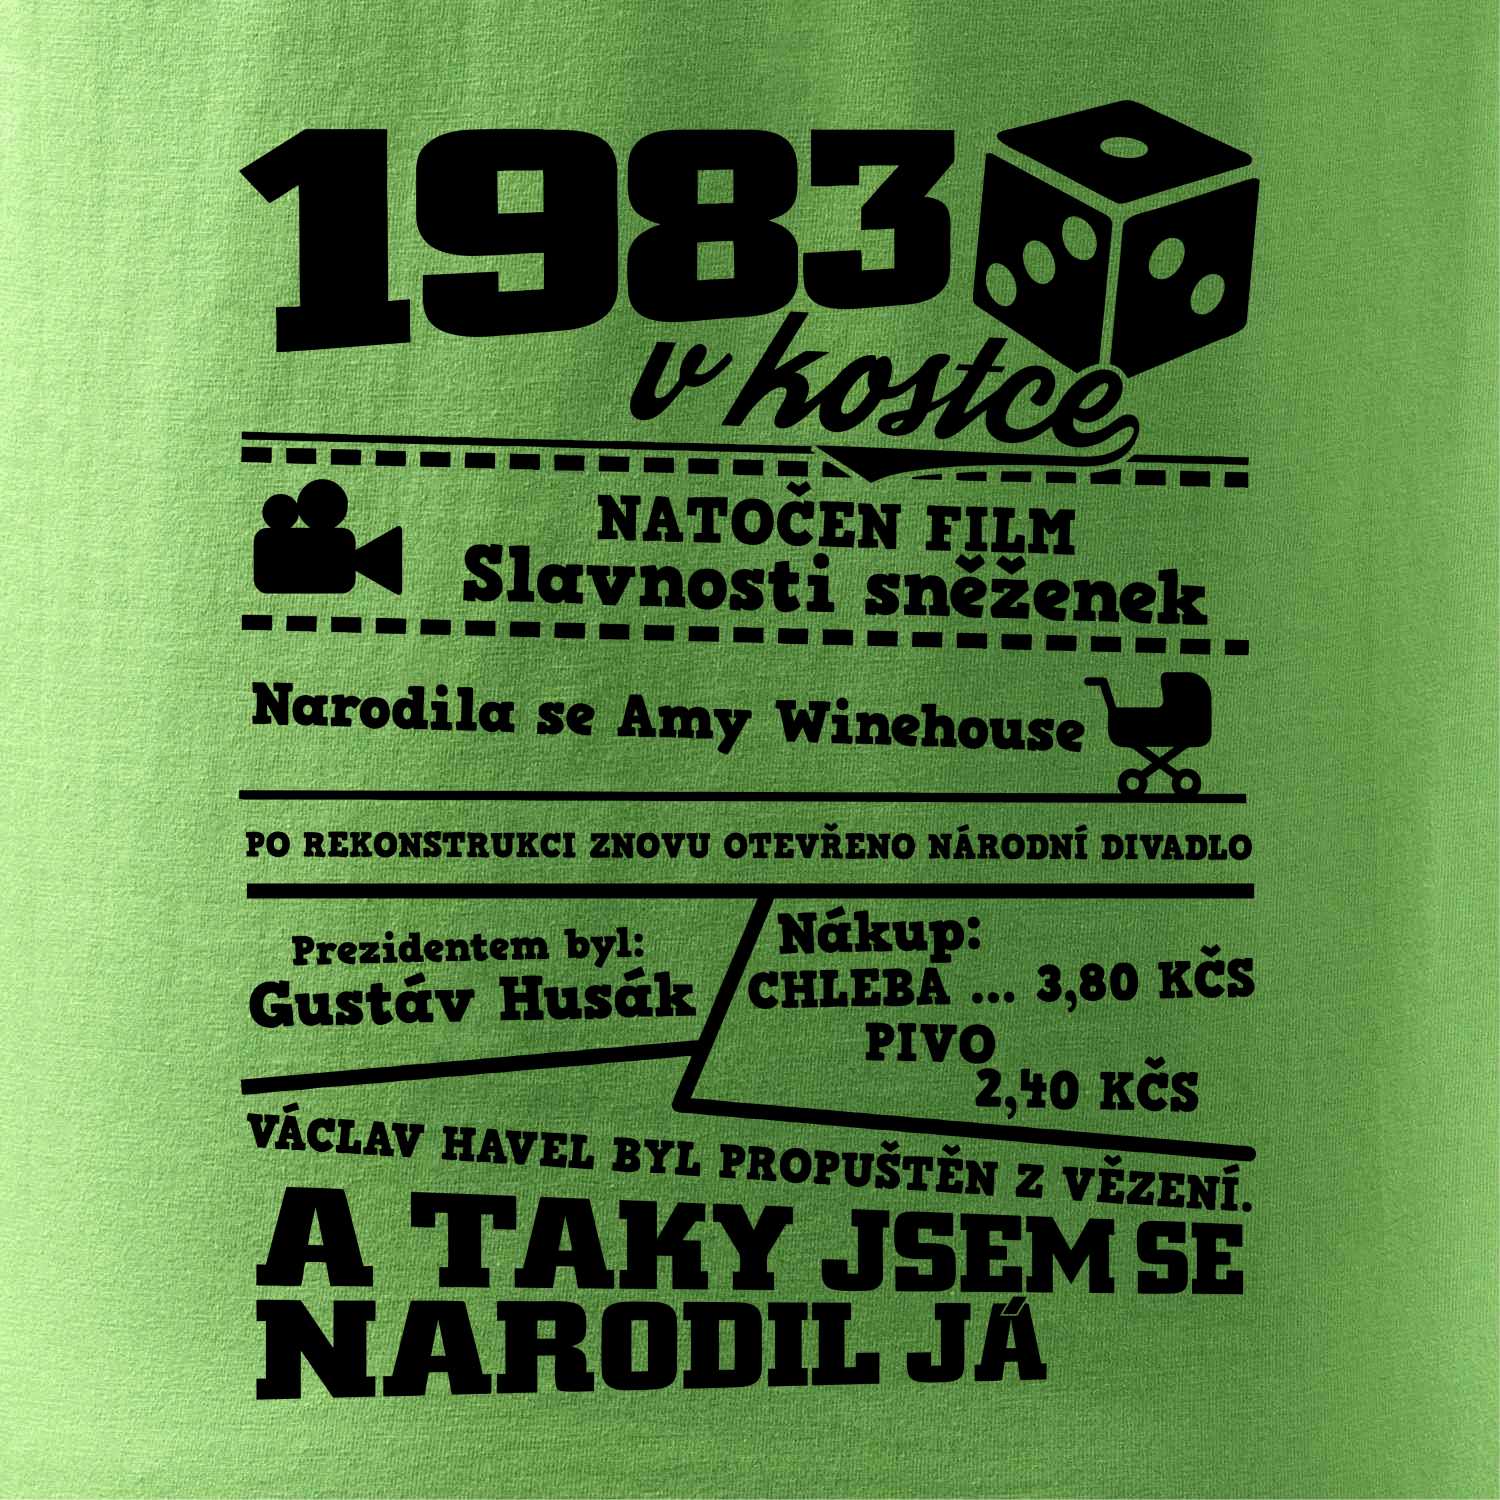 1983
v kostce
NATOČEN FILM
Slavnosti sněženek
Narodila se Amy Winehouse
PO REKONSTRUKCI ZNOVU OTEVŘENO NÁRODNÍ DIVADLO
Prezidentem byl:
Gustáv Husák
Nákup:
CHLEBA ... 3,80 KČS
PIVO
2,40 KČS
VÁCLAV HAVEL BYL PROPUŠTĚN Z VĚZENÍ.
A TAKY JSEM SE
NARODIL JÁ